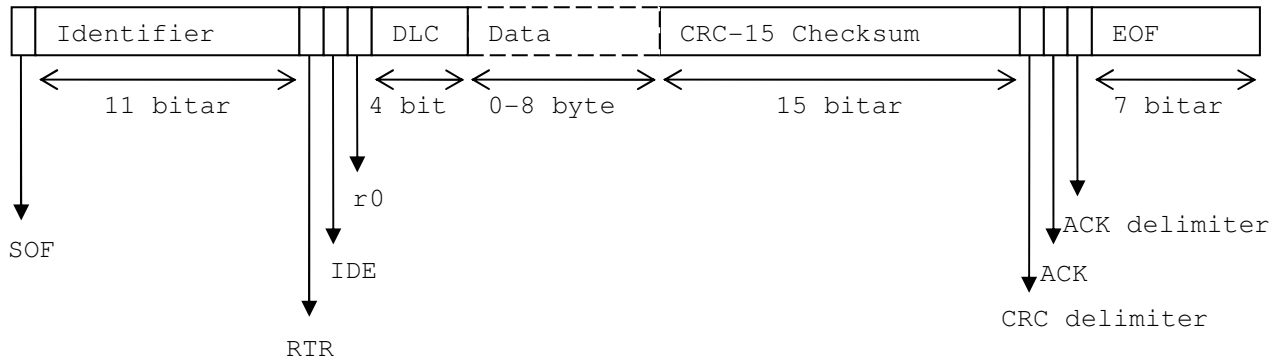 Identifier DLC Data CRC-15 Checksum EOF
11 bitar 4 bit 0-8 byte 15 bitar 7 bitar
r0
ACK delimiter
SOF
IDE
ACK
CRC delimiter
RTR